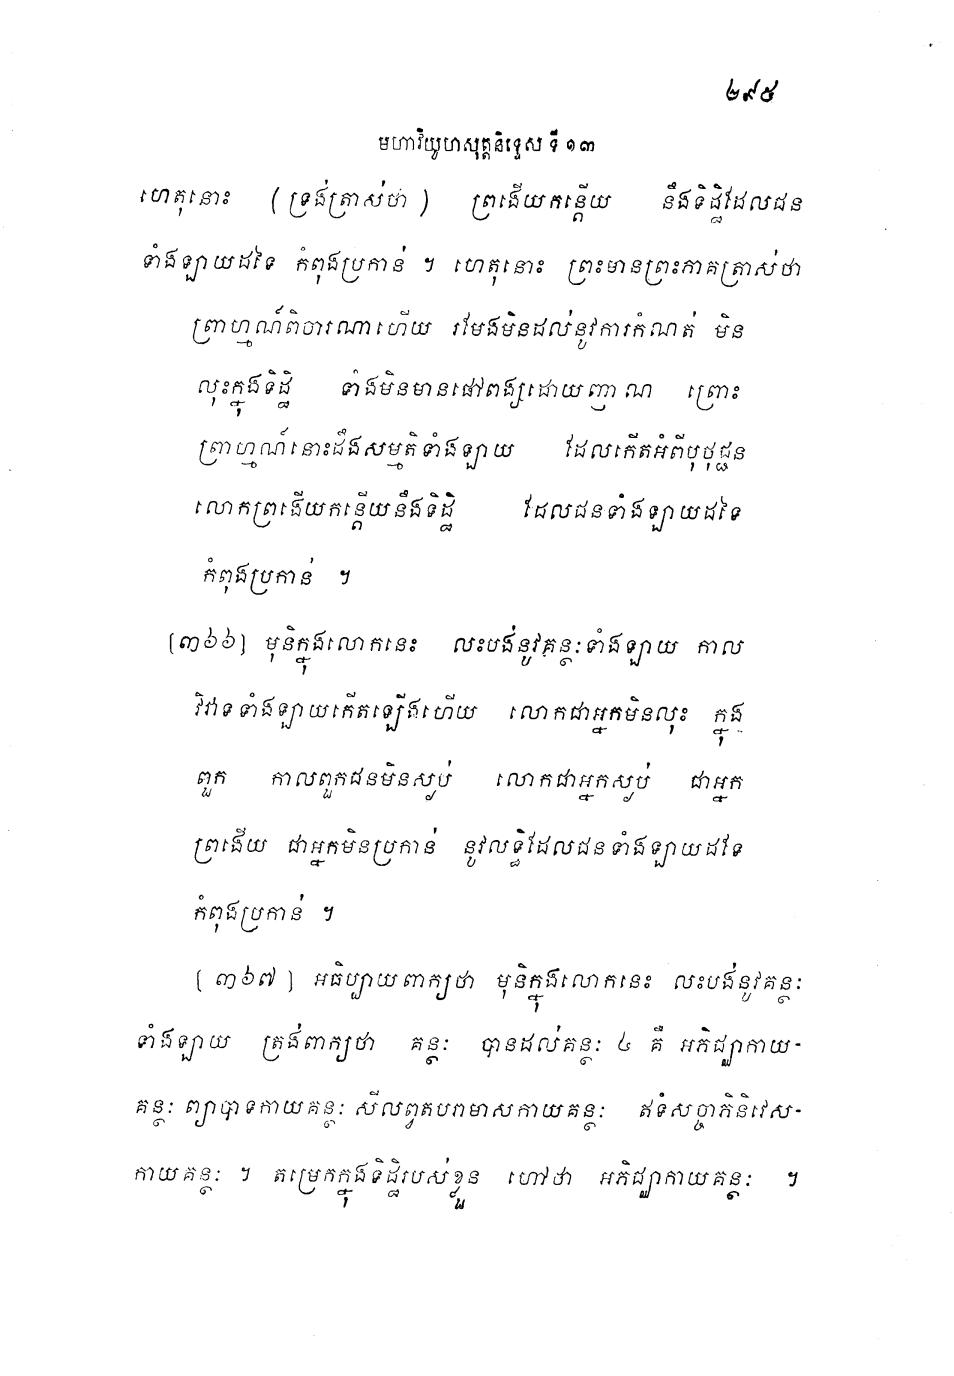 ២៩៥
មហាវិយូហសុត្តនិទ្ទេស ទី ១៣
ហេតុនោះ (ទ្រង់ត្រាស់ថា) ព្រងើយកន្តើយ នឹងទិដ្ឋិដែលជន
ទាំងឡាយដទៃ កំពុងប្រកាន់ ។ ហេតុនោះ ព្រះមានព្រះភាគត្រាស់ថា
ព្រាហ្មណ៍ពិចារណាហើយ រមែងមិនដល់នូវការកំណត់ មិន
លុះក្នុងទិដ្ឋិ ទាំងមិនមានផៅពង្សដោយញាណ ព្រោះ
ព្រាហ្មណ៍នោះដឹងសម្មតិទាំងឡាយ ដែលកើតអំពីបុថុជ្ជន
លោកព្រងើយកន្តើយនឹងទិដ្ឋិ ដែលជនទាំងឡាយដទៃ
កំពុងប្រកាន់ ។
[៣៦៦] មុនិក្នុងលោកនេះ លះបង់នូវគន្ថៈទាំងឡាយ កាល
វិវាទទាំងឡាយកើតឡើងហើយ លោកជាអ្នកមិនលុះ ក្នុង
ពួក កាលពួកជនមិនស្ងប់ លោកជាអ្នកស្ងប់ ជាអ្នក
ព្រងើយ ជាអ្នកមិនប្រកាន់ នូវលទ្ធិដែលជនទាំងឡាយដទៃ
កំពុងប្រកាន់ ។
[៣៦៧] អធិប្បាយពាក្យថា មុនិក្នុងលោកនេះ លះបង់នូវគន្ថៈ
ទាំងឡាយ ត្រង់ពាក្យថា គន្ថៈ បានដល់គន្ថៈ ៤ គឺ អភិជ្ឈាកាយ-
គន្ថៈ ព្យាបាទកាយគន្ថៈ សីលព្វតបរាមាសកាយគន្ថៈ ឥទំសច្ចាភិនិវេស-
កាយគន្ថៈ ។ តម្រេកក្នុងទិដ្ឋិរបស់ខ្លួន ហៅថា អភិជ្ឈាកាយគន្ថៈ ។